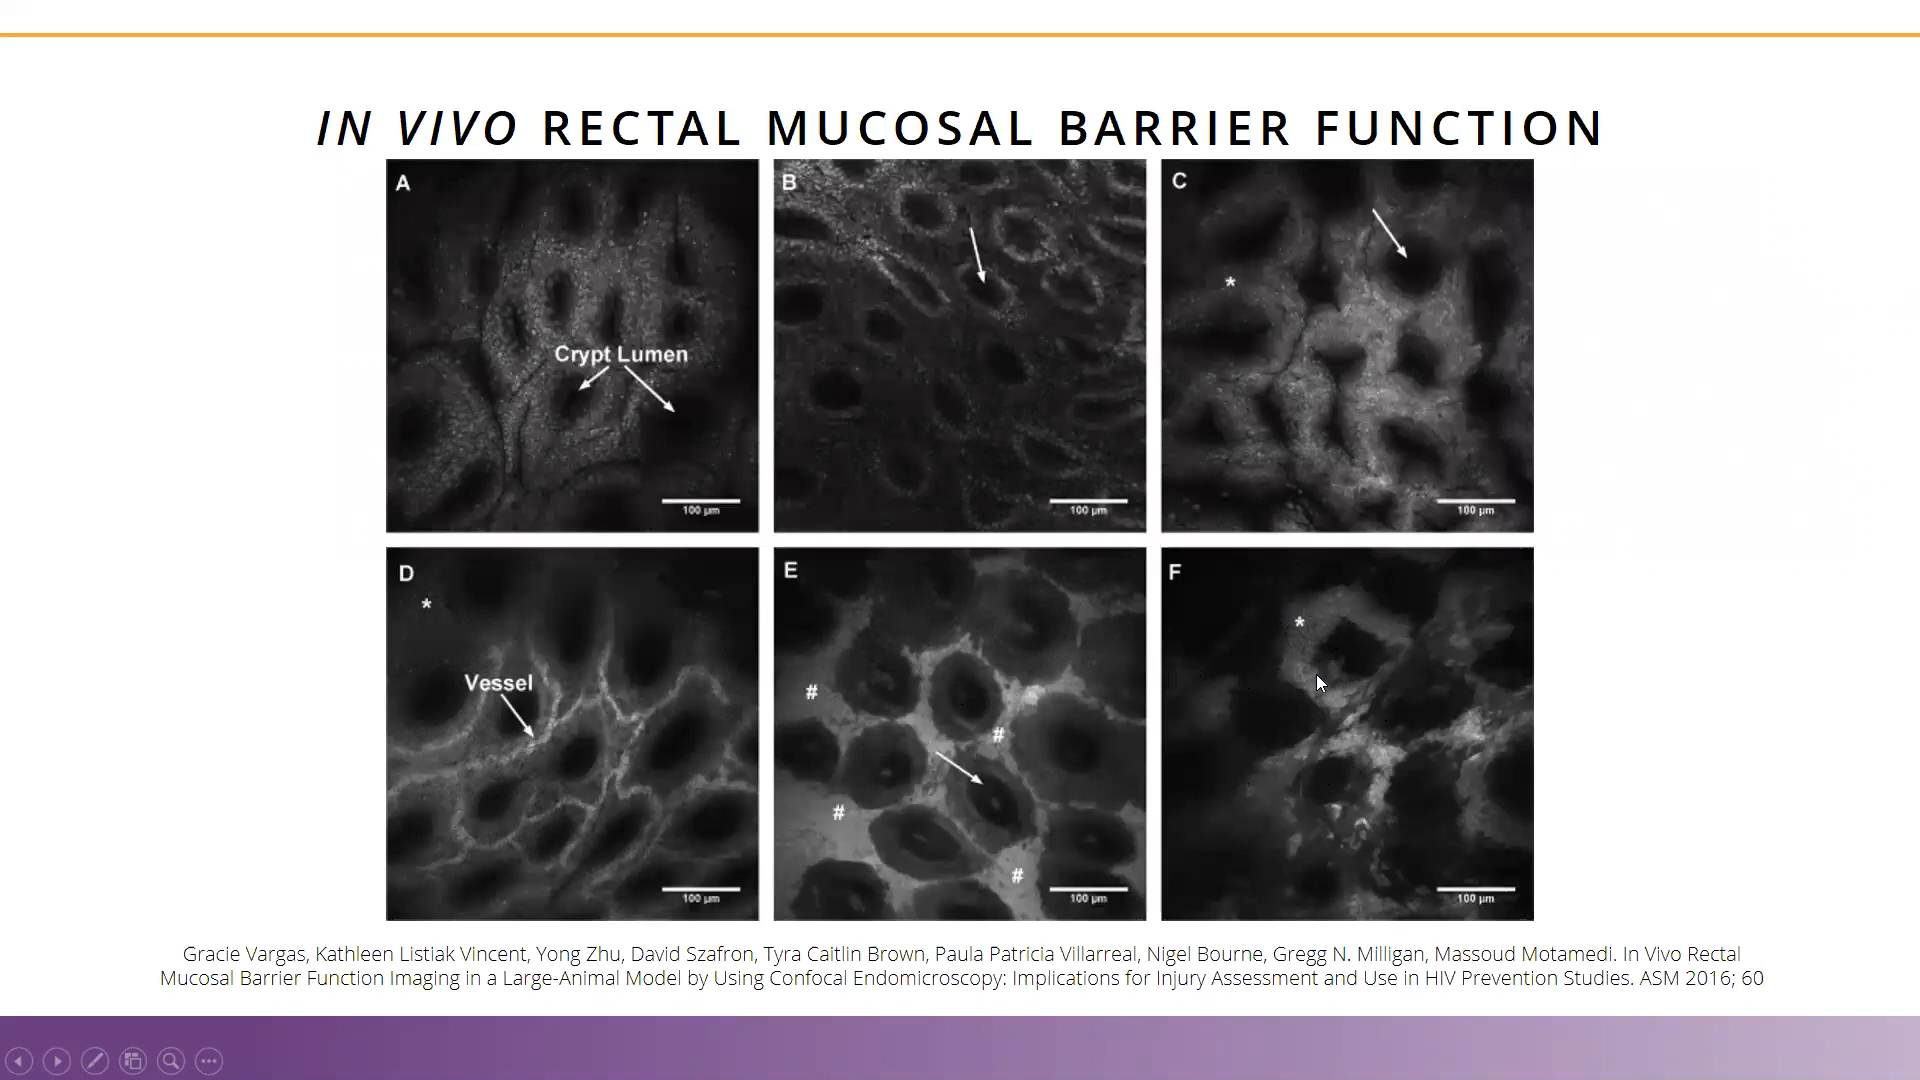 IN VIVO RECTAL MUCOSAL BARRIER FUNCTION
A
B
C
*
Crypt Lumen
100 µm
100 µm
100 µm
D
E
F
*
*
Vessel
#
#
#
#
100 µm
100 µm
100 µm
Gracie Vargas, Kathleen Listiak Vincent, Yong Zhu, David Szafron, Tyra Caitlin Brown, Paula Patricia Villarreal, Nigel Bourne, Gregg N. Milligan, Massoud Motamedi. In Vivo Rectal
Mucosal Barrier Function Imaging in a Large-Animal Model by Using Confocal Endomicroscopy: Implications for Injury Assessment and Use in HIV Prevention Studies. ASM 2016; 60